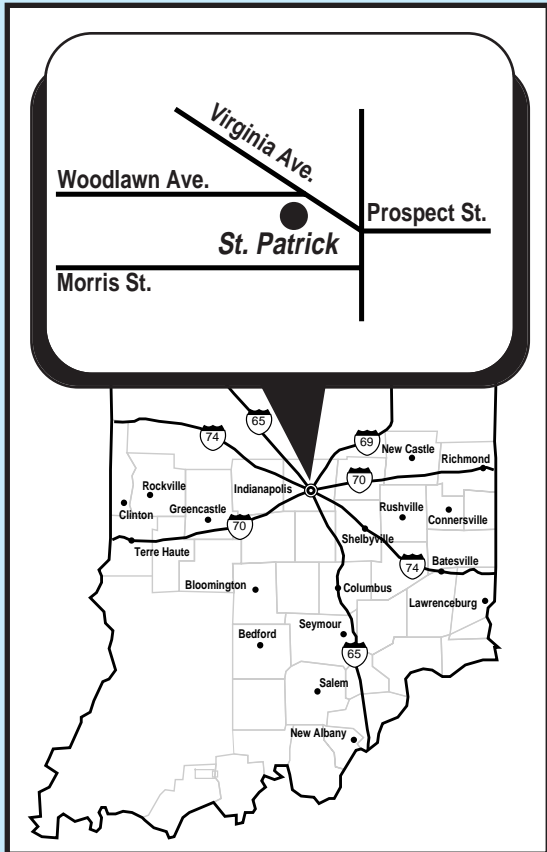 Virginia Ave.
Woodlawn Ave.
Prospect St.
St. Patrick
Morris St.
65
74
69
New Castle
Richmond
70
Rockville
Indianapolis
Clinton
Greencastle
Rushville
Connersville
70
Shelbyville
Terre Haute
Batesville
74
Bloomington
Columbus
Lawrenceburg
Seymour
Bedford
65
Salem
New Albany